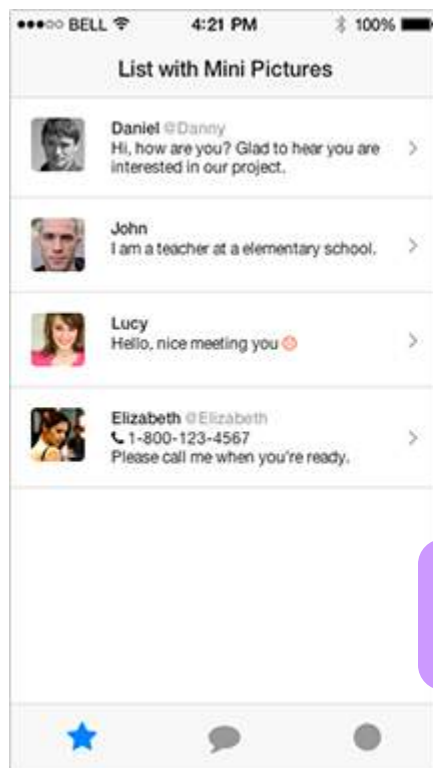 BELL 4:21 PM 100%
List with Mini Pictures
Daniel @Danny
Hi, how are you? Glad to hear you are
interested in our project.
John
I am a teacher at a elementary school.
Lucy
Hello, nice meeting you
Elizabeth @Elizabeth
1-800-123-4567
Please call me when you're ready.